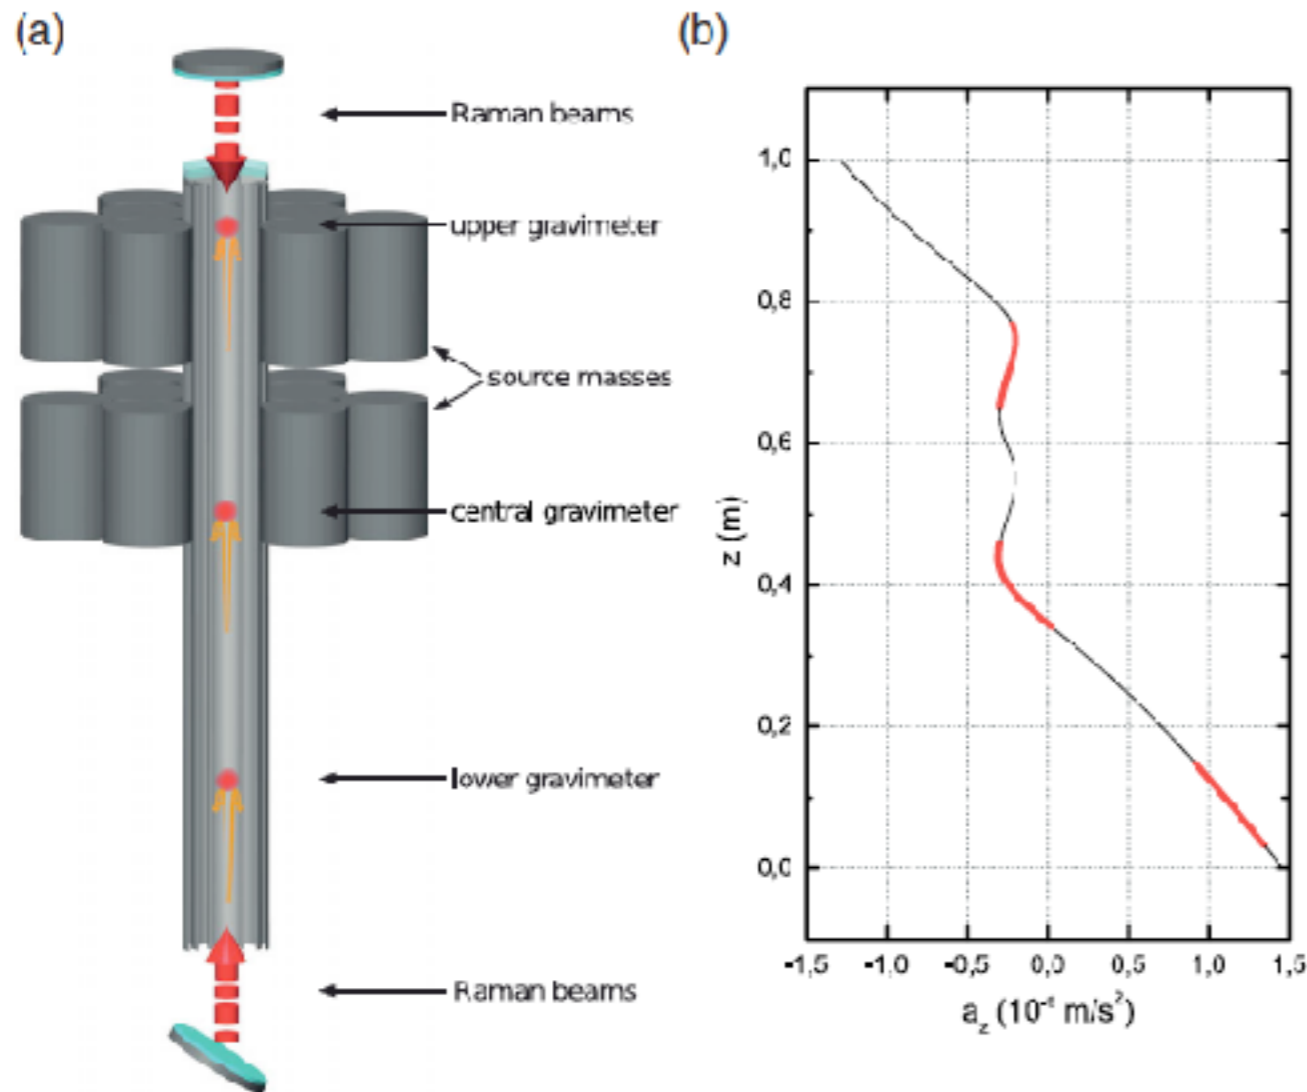 (a)
Raman beams
upper gravimeter
source masses
central gravimeter
lower gravimeter
Raman beams
(b)
1,0
0,8
0,6
0,4
0,2
0,0
z (m)
-1,5 -1,0 -0,5 0,0 0,5 1,0 1,5
a_z (m/s²)